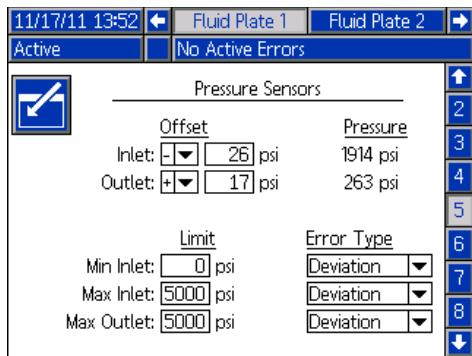 11/17/11 13:52 Fluid Plate 1 Fluid Plate 2
Active No Active Errors
Pressure Sensors
Offset Pressure
Inlet: - 26 psi 1914 psi
Outlet: + 17 psi 263 psi
Limit Error Type
Min Inlet: 0 psi Deviation
Max Inlet: 5000 psi Deviation
Max Outlet: 5000 psi Deviation
2
3
4
5
6
7
8